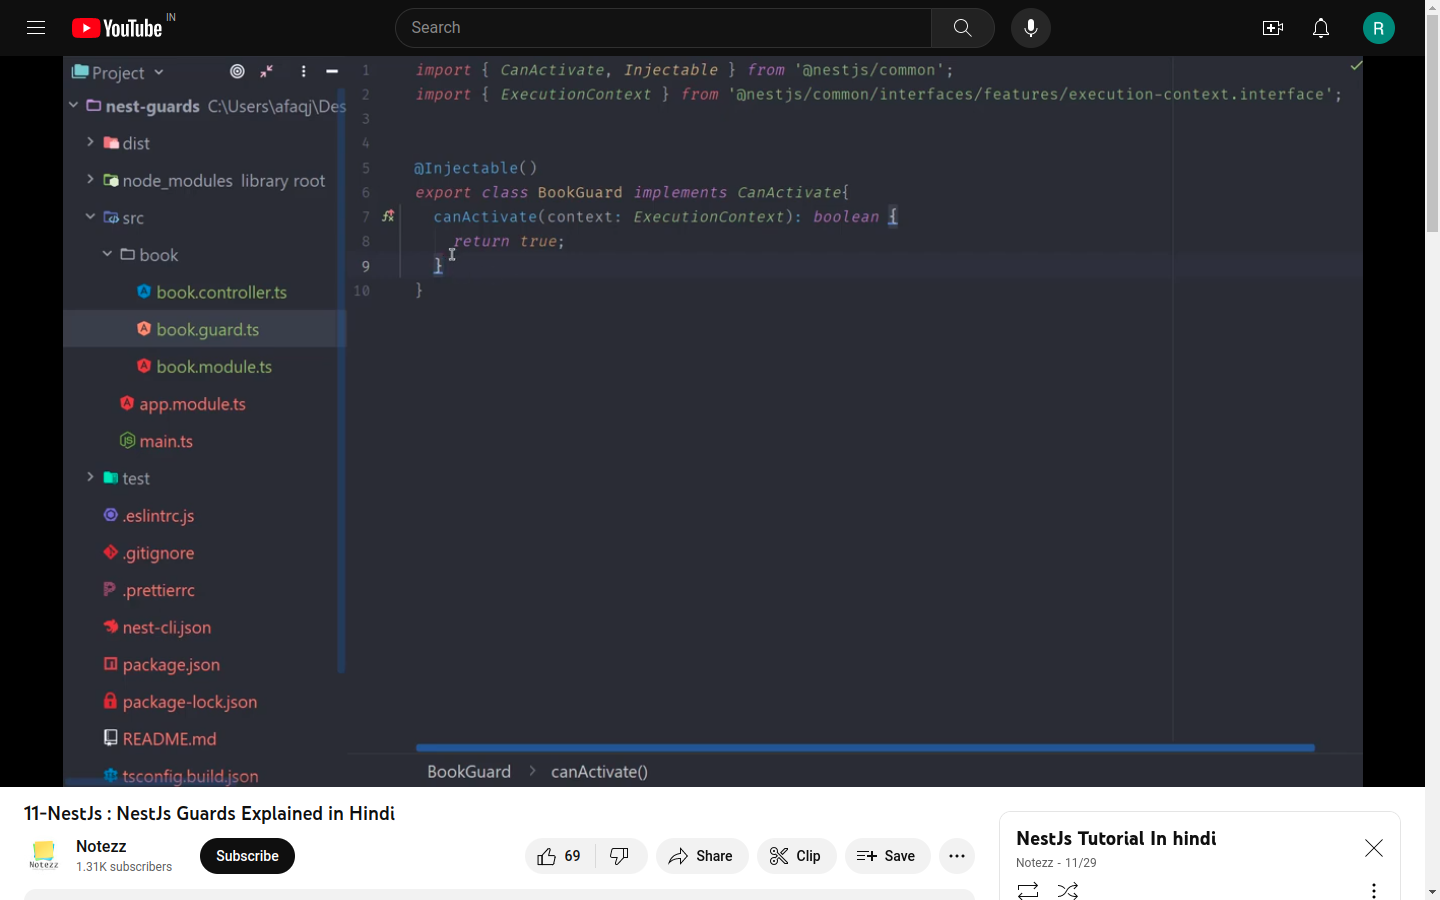 YouTube IN
Search
R
Project
nest-guards C:\Users\afaqj\Des
dist
node_modules library root
src
book
book.controller.ts
book.guard.ts
book.module.ts
app.module.ts
main.ts
test
.eslintrc.js
.gitignore
.prettierrc
nest-cli.json
package.json
package-lock.json
README.md
tsconfig.build.json
1 import { CanActivate, Injectable } from '@nestjs/common';
2 import { ExecutionContext } from '@nestjs/common/interfaces/features/execution-context.interface';
3
4
5 @Injectable()
6 export class BookGuard implements CanActivate{
7 canActivate(context: ExecutionContext): boolean {
8 return true;
9 }
10 }
BookGuard > canActivate()
11-NestJs : NestJs Guards Explained in Hindi
Notezz
Notezz
1.31K subscribers
Subscribe
69
Share
Clip
Save
NestJs Tutorial In hindi
Notezz - 11/29